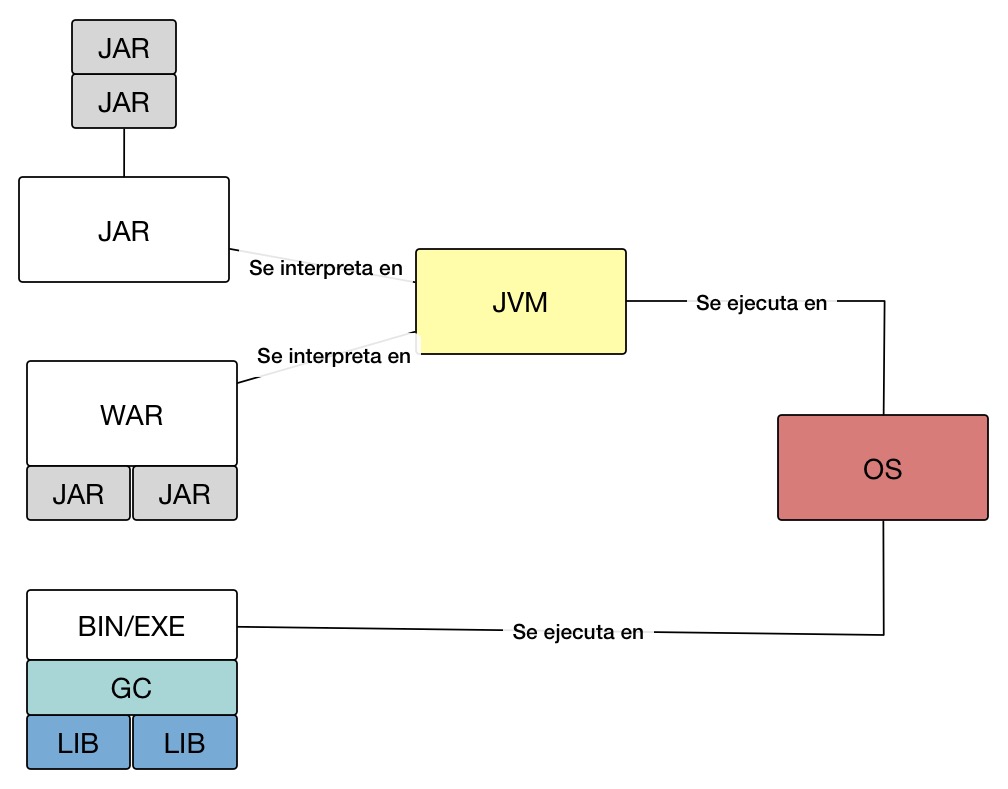 JAR
JAR
JAR
Se interpreta en
JVM
Se ejecuta en
Se interpreta en
WAR
OS
JAR
JAR
BIN/EXE
Se ejecuta en
GC
LIB
LIB